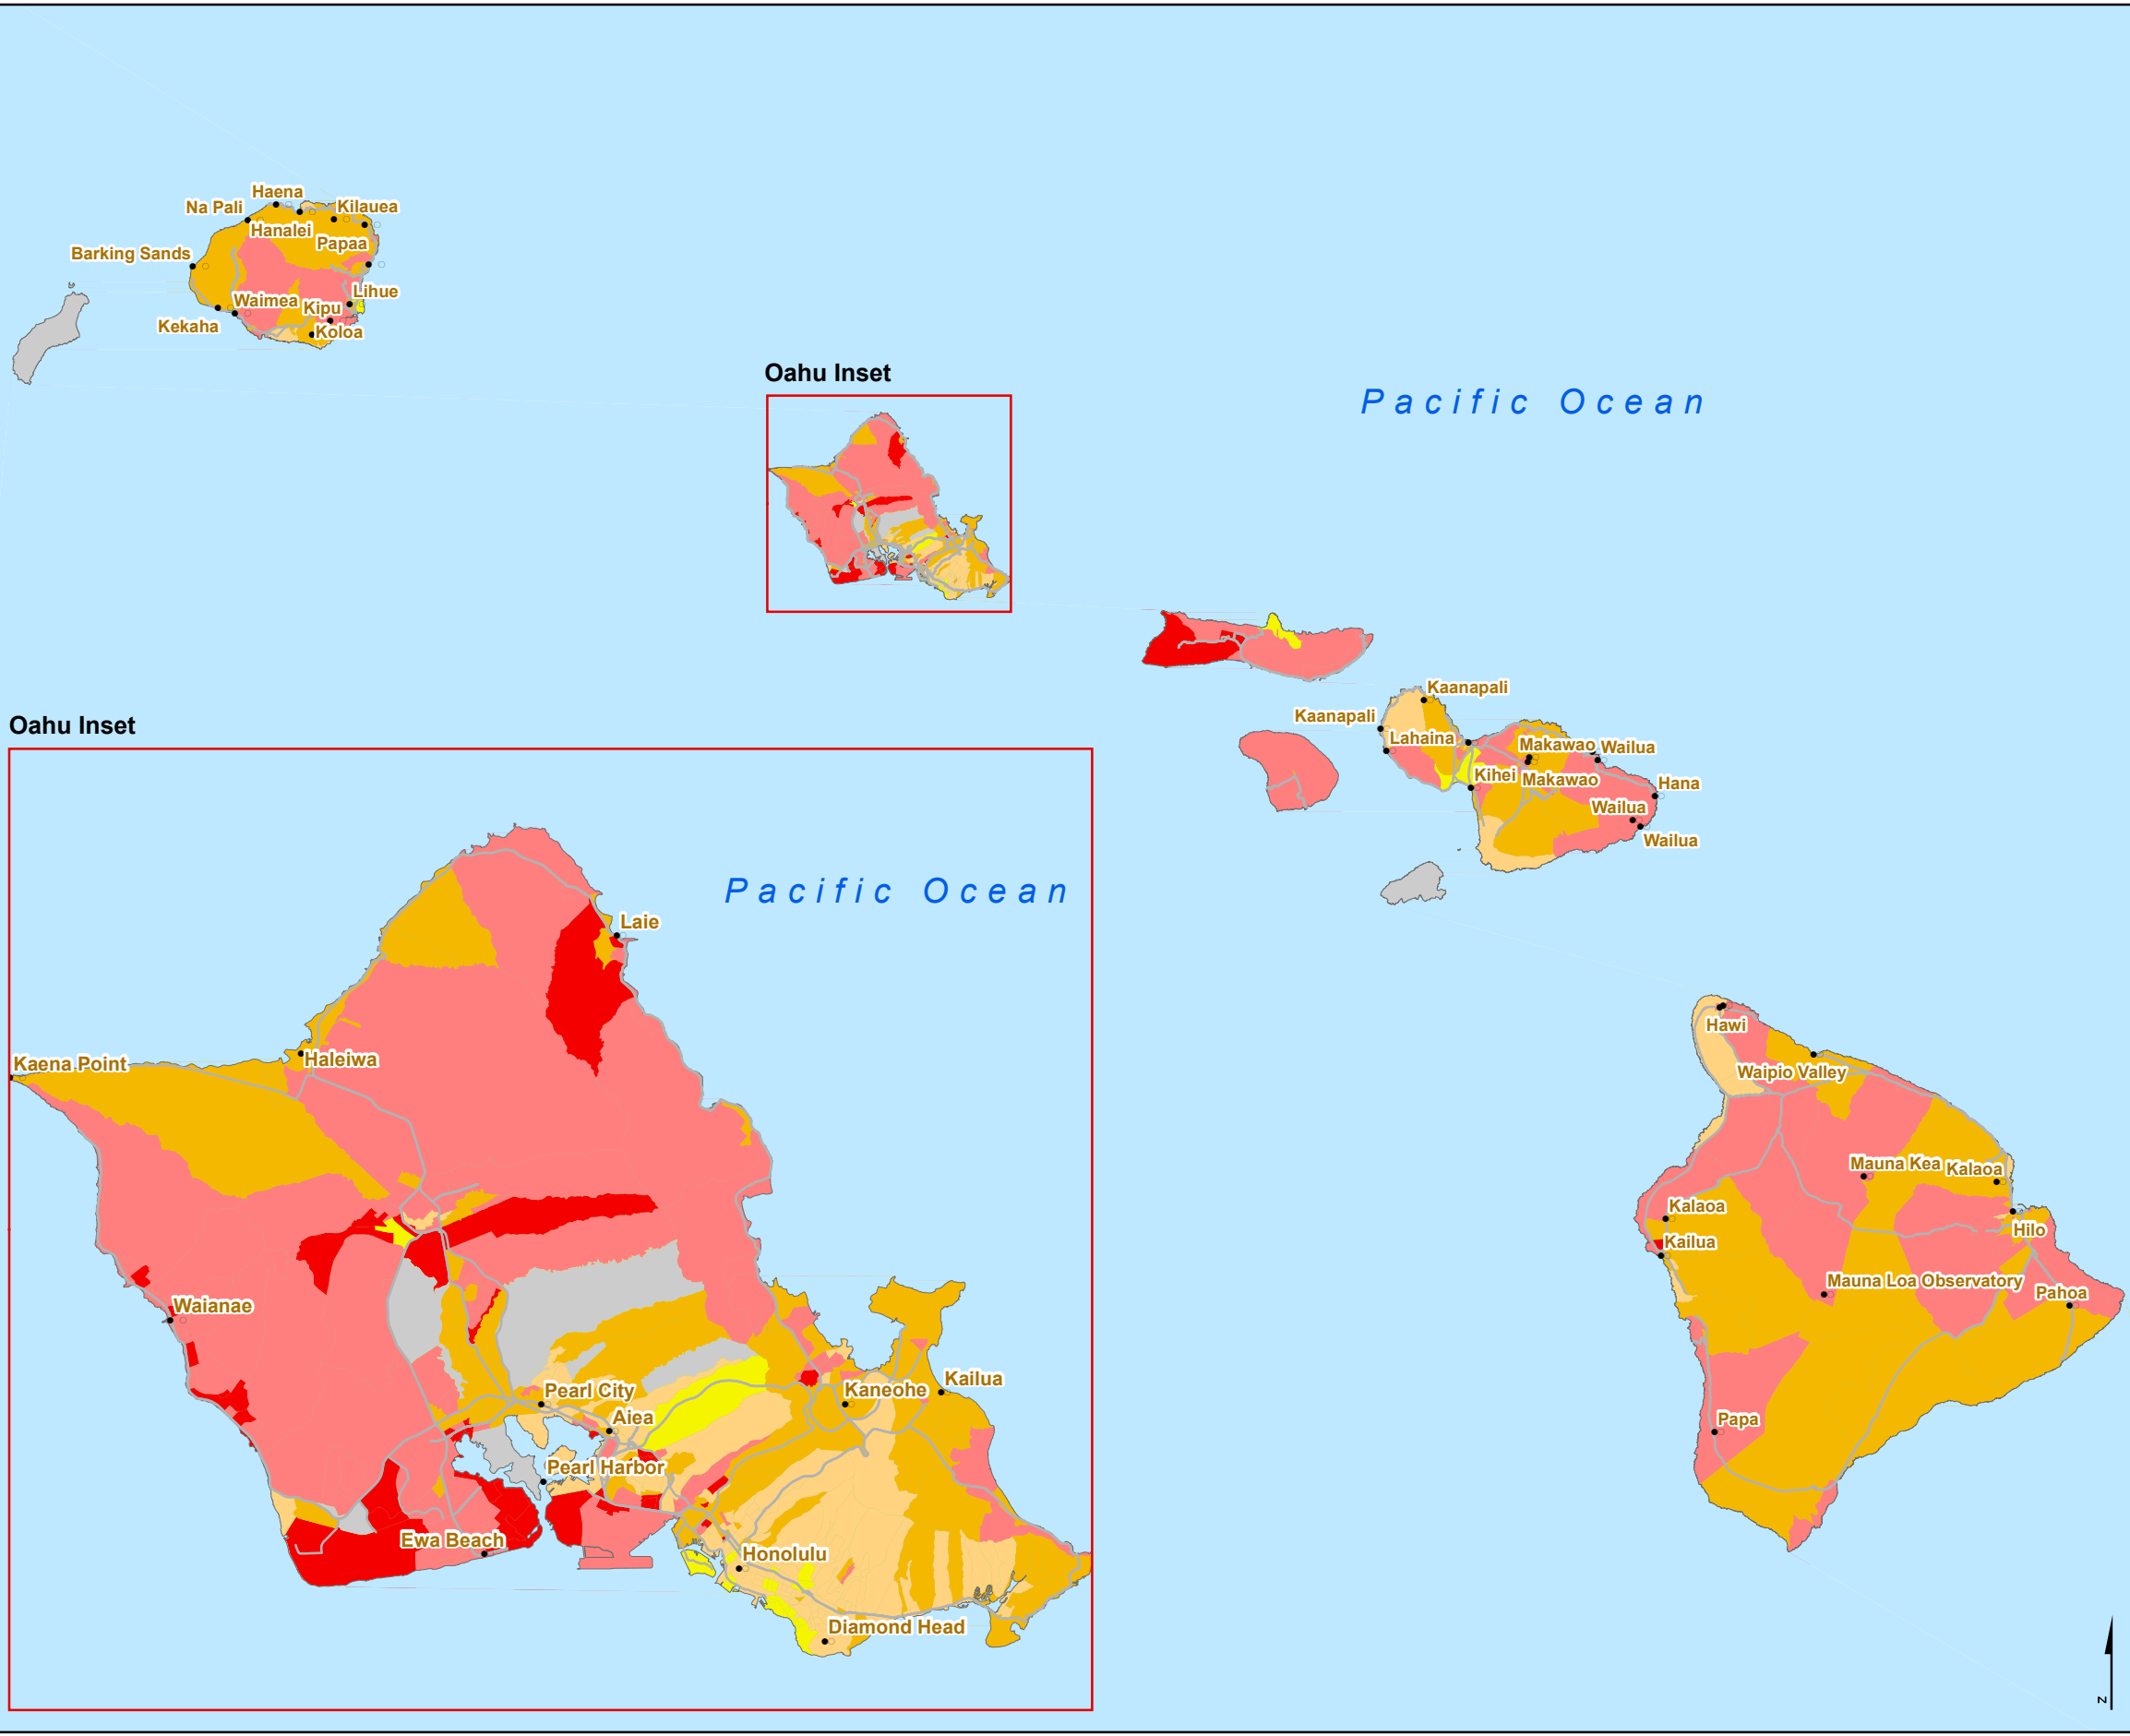 Haena
Na Pali
Kilauea
Hanalei
Papaa
Barking Sands
Lihue
Waimea
Kipu
Kekaha
Koloa
Oahu Inset
Pacific Ocean
Kaanapali
Kaanapali
Lahaina
Makawao
Wailua
Kihei
Makawao
Hana
Wailua
Wailua
Oahu Inset
Pacific Ocean
Laie
Haleiwa
Kaena Point
Waianae
Pearl City
Kaneohe
Kailua
Aiea
Pearl Harbor
Ewa Beach
Honolulu
Diamond Head
Hawi
Waipio Valley
Mauna Kea
Kalaoa
Kalaoa
Hilo
Kailua
Mauna Loa Observatory
Pahoa
Papa
N